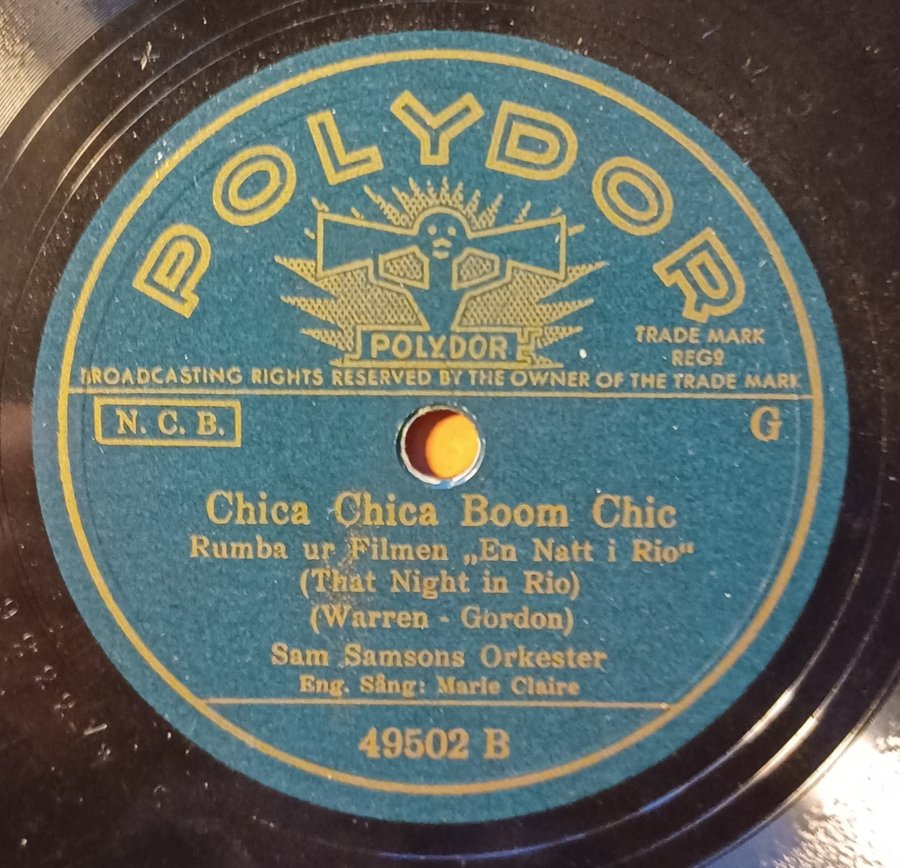 POLYDOR
POLYDOR
TRADE MARK
REGD
BROADCASTING RIGHTS RESERVED BY THE OWNER OF THE TRADE MARK
N. C. B.
G
Chica Chica Boom Chic
Rumba ur Filmen „En Natt i Rio“
(That Night in Rio)
(Warren - Gordon)
Sam Samsons Orkester
Eng. Sång: Marie Claire
49502 B